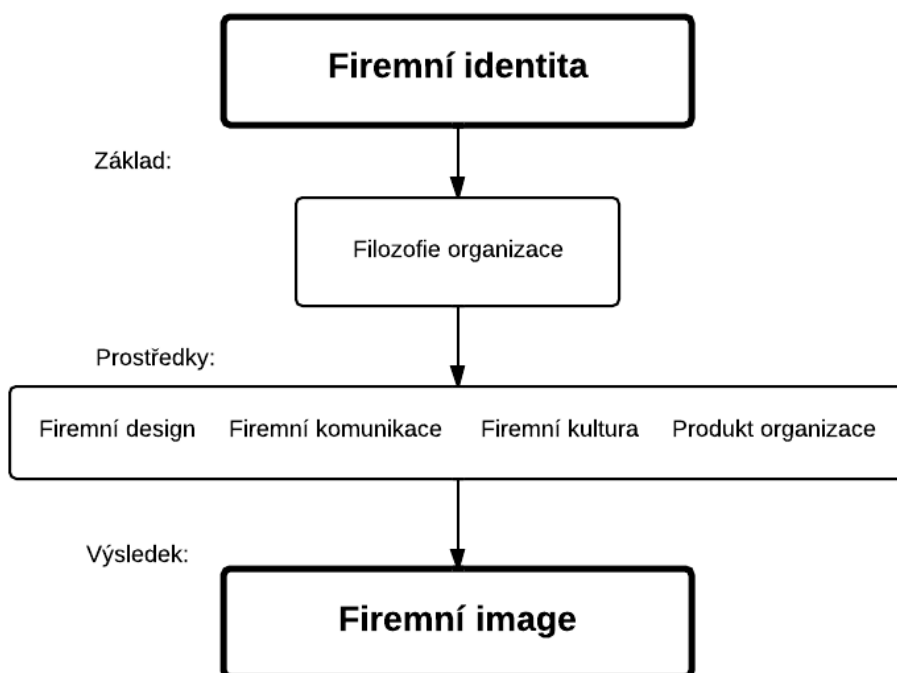 Firemní identita
Základ:
Filozofie organizace
Prostředky:
Firemní design Firemní komunikace Firemní kultura Produkt organizace
Výsledek:
Firemní image